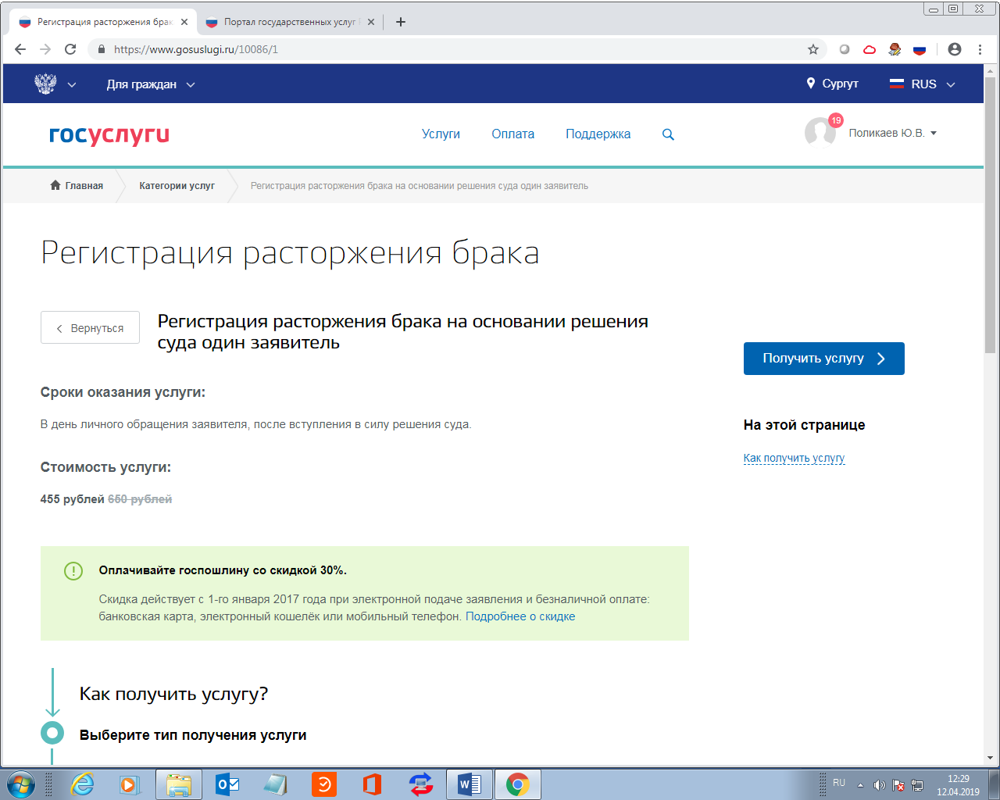 Регистрация расторжения брак
Портал государственных услуг
https://www.gosuslugi.ru/10086/1
Для граждан
Сургут
RUS
госуслуги
Услуги
Оплата
Поддержка
19
Поликаев Ю.В.
Главная
Категории услуг
Регистрация расторжения брака на основании решения суда один заявитель
Регистрация расторжения брака
Вернуться
Регистрация расторжения брака на основании решения
суда один заявитель
Получить услугу
Сроки оказания услуги:
В день личного обращения заявителя, после вступления в силу решения суда.
На этой странице
Как получить услугу
Стоимость услуги:
455 рублей 650 рублей
Оплачивайте госпошлину со скидкой 30%.
Скидка действует с 1-го января 2017 года при электронной подаче заявления и безналичной оплате:
банковская карта, электронный кошелёк или мобильный телефон. Подробнее о скидке
Как получить услугу?
Выберите тип получения услуги
RU
12:29
12.04.2019